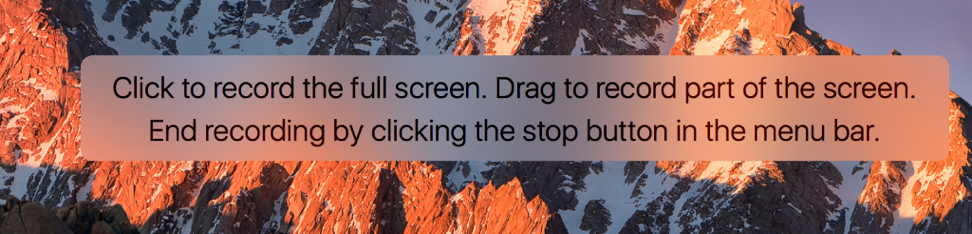 Click to record the full screen. Drag to record part of the screen.
End recording by clicking the stop button in the menu bar.